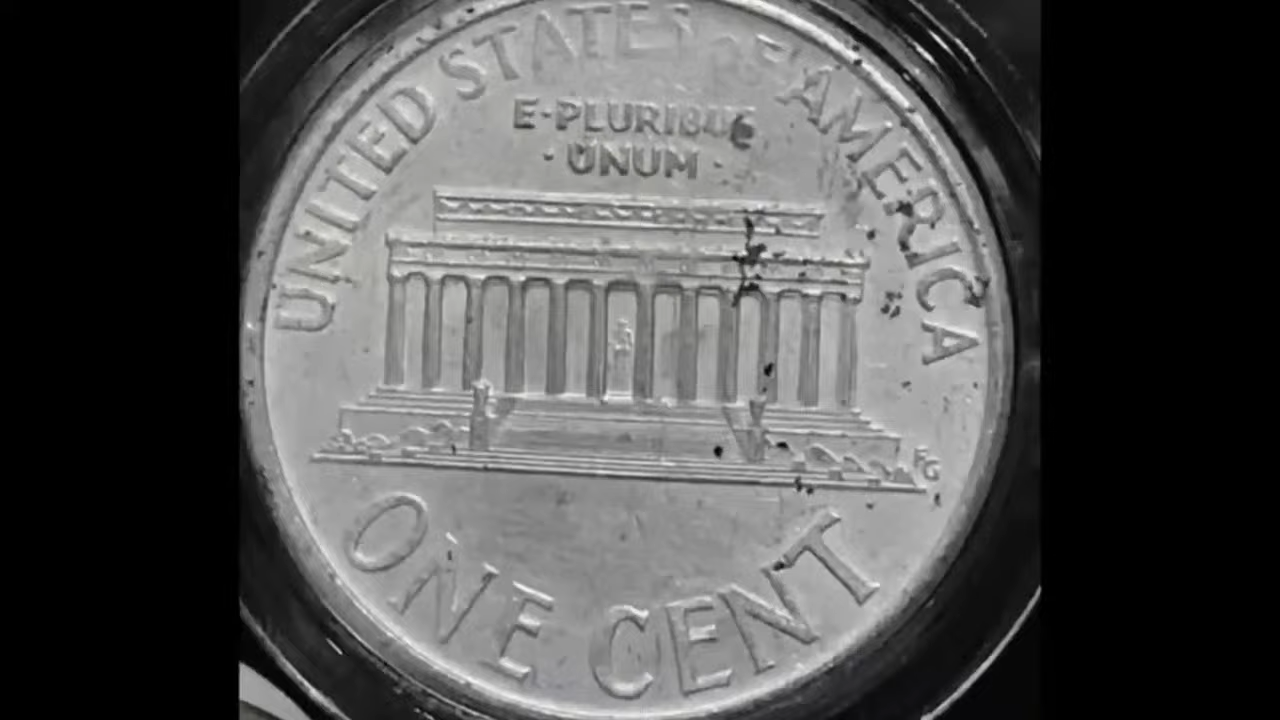 UNITED STATES OF AMERICA
E·PLURIBUS
·UNUM·
FG
ONE CENT